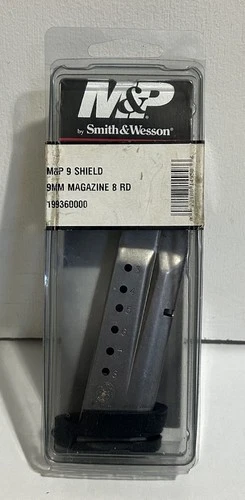 M&P
by Smith & Wesson
M&P 9 SHIELD
9MM MAGAZINE 8 RD
199360000